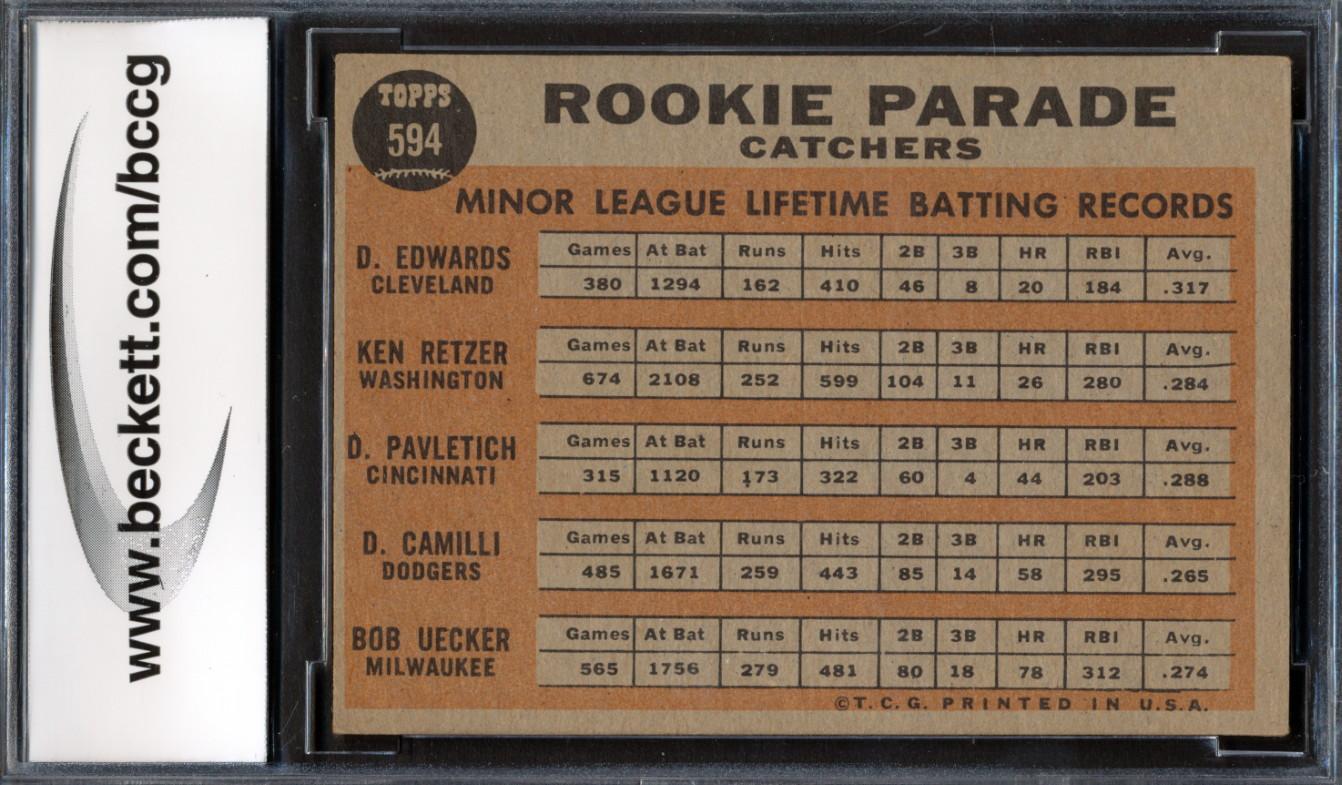 www.beckett.com/bccg
TOPPS
594
ROOKIE PARADE
CATCHERS
MINOR LEAGUE LIFETIME BATTING RECORDS
D. EDWARDS
CLEVELAND
Games At Bat Runs Hits 2B 3B HR RBI Avg.
380 1294 162 410 46 8 20 184 .317
KEN RETZER
WASHINGTON
Games At Bat Runs Hits 2B 3B HR RBI Avg.
674 2108 252 599 104 11 26 280 .284
D. PAVLETICH
CINCINNATI
Games At Bat Runs Hits 2B 3B HR RBI Avg.
315 1120 173 322 60 4 44 203 .288
D. CAMILLI
DODGERS
Games At Bat Runs Hits 2B 3B HR RBI Avg.
485 1671 259 443 85 14 58 295 .265
BOB UECKER
MILWAUKEE
Games At Bat Runs Hits 2B 3B HR RBI Avg.
565 1756 279 481 80 18 78 312 .274
©T.C.G. PRINTED IN U.S.A.